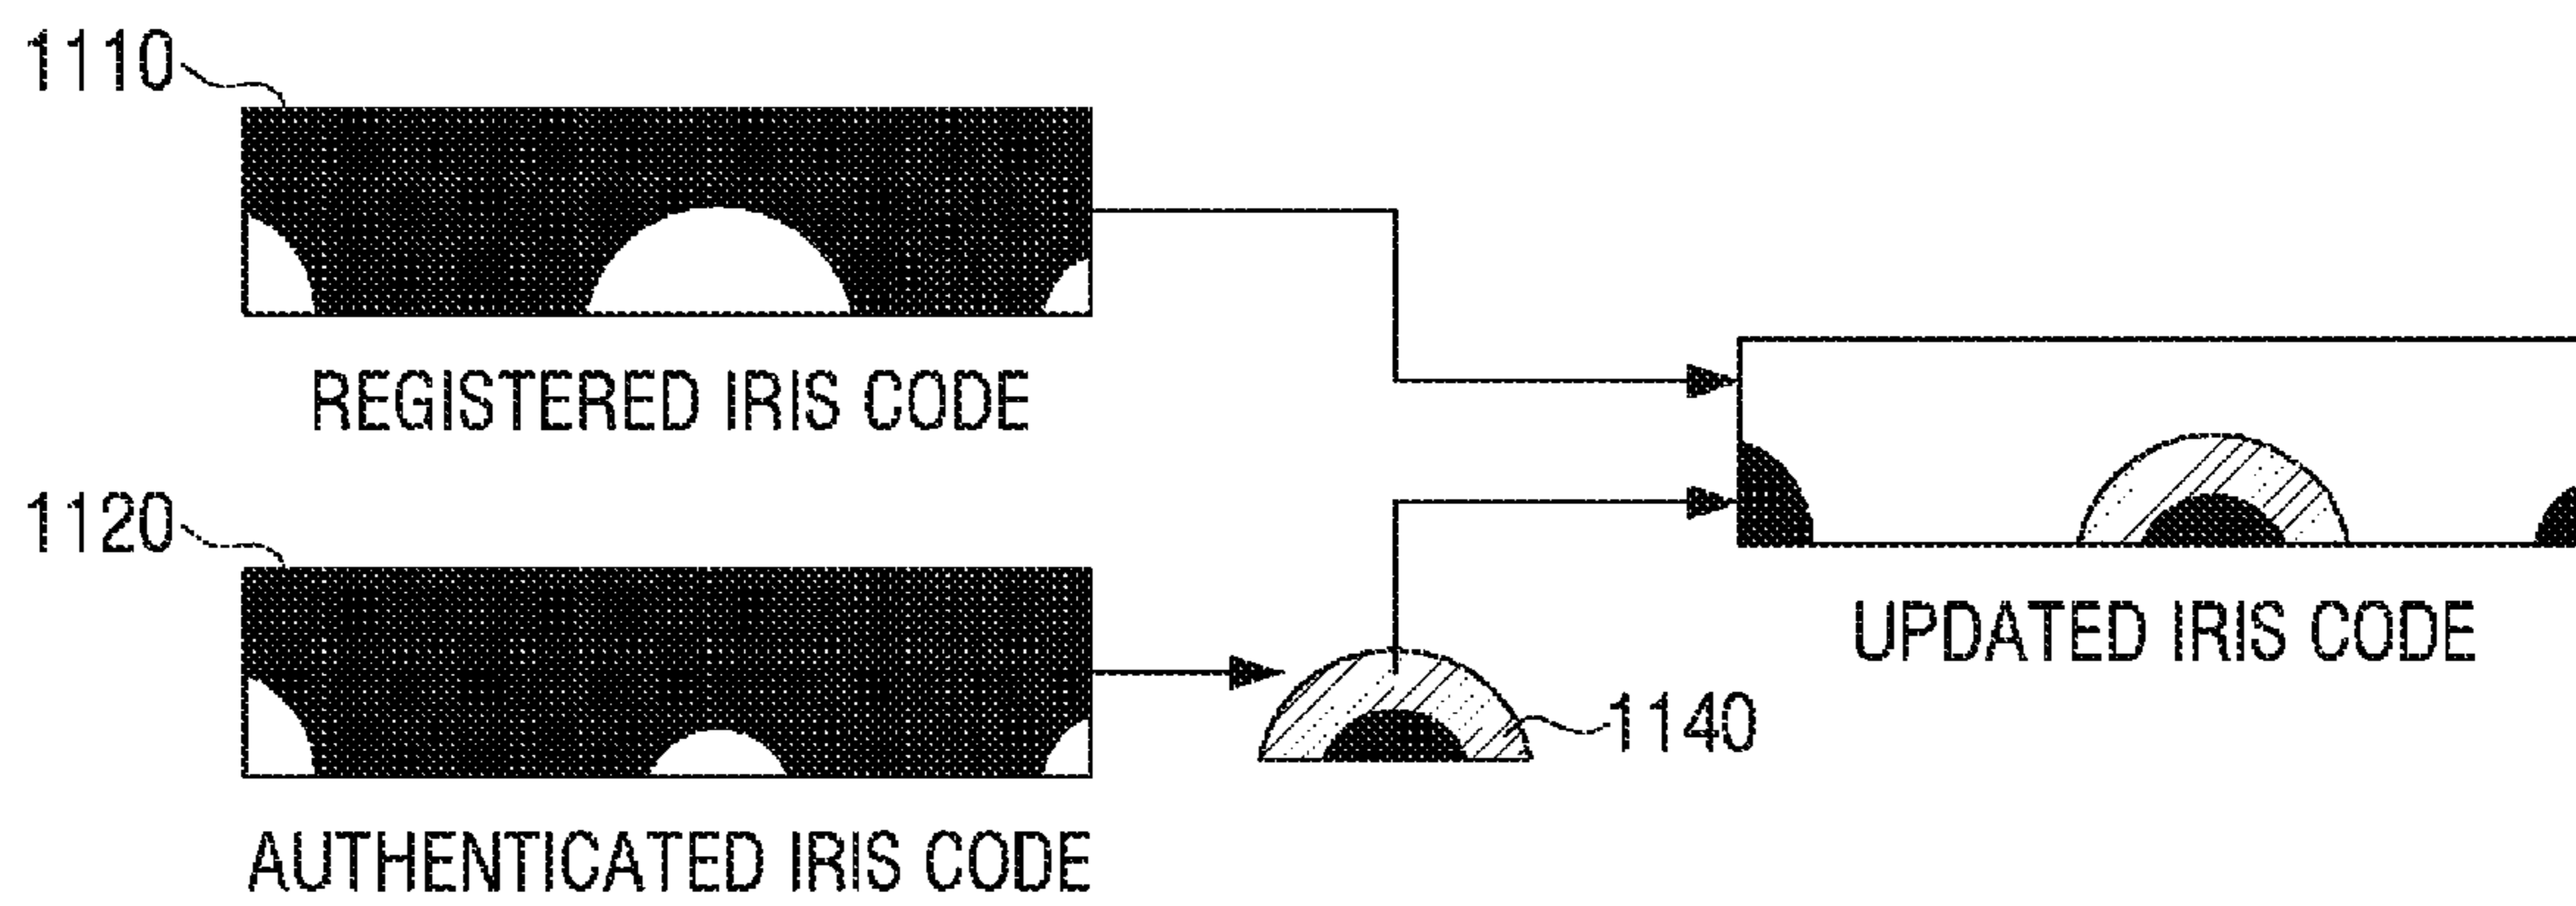 1110
REGISTERED IRIS CODE
1120
AUTHENTICATED IRIS CODE
1140
UPDATED IRIS CODE